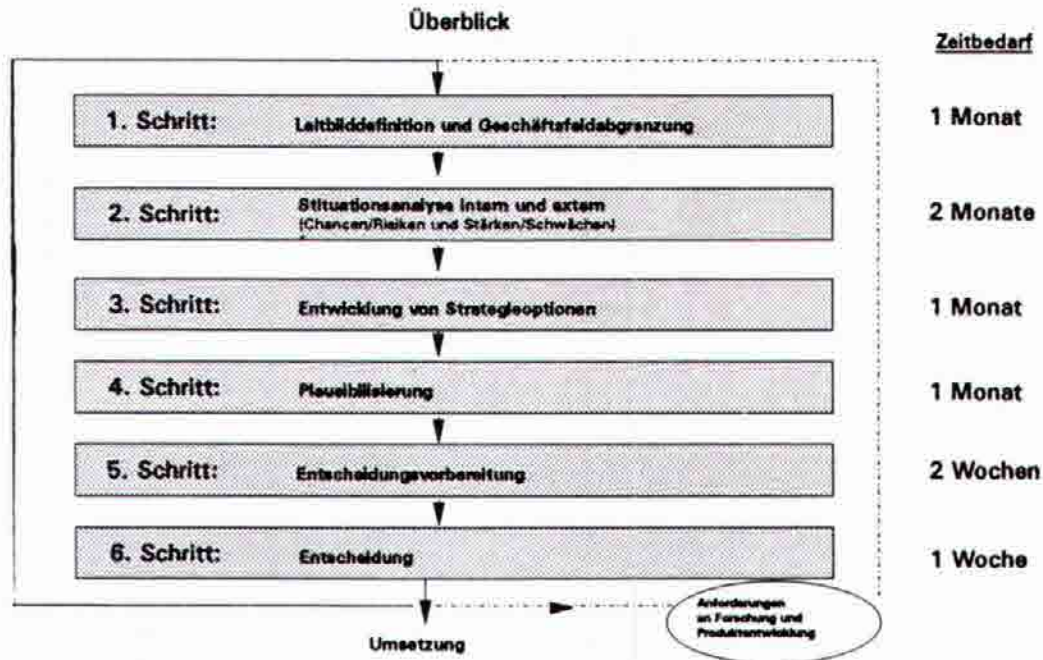 Überblick
Zeitbedarf
1. Schritt: Leitbilddefinition und Geschäftsfeldabgrenzung
1 Monat
2. Schritt: Stituationsanalyse intern und extern
(Chancen/Risiken und Stärken/Schwächen)
2 Monate
3. Schritt: Entwicklung von Strategieoptionen
1 Monat
4. Schritt: Plausibilisierung
1 Monat
5. Schritt: Entscheidungsvorbereitung
2 Wochen
6. Schritt: Entscheidung
1 Woche
Anforderungen
an Forschung und
Produktentwicklung
Umsetzung